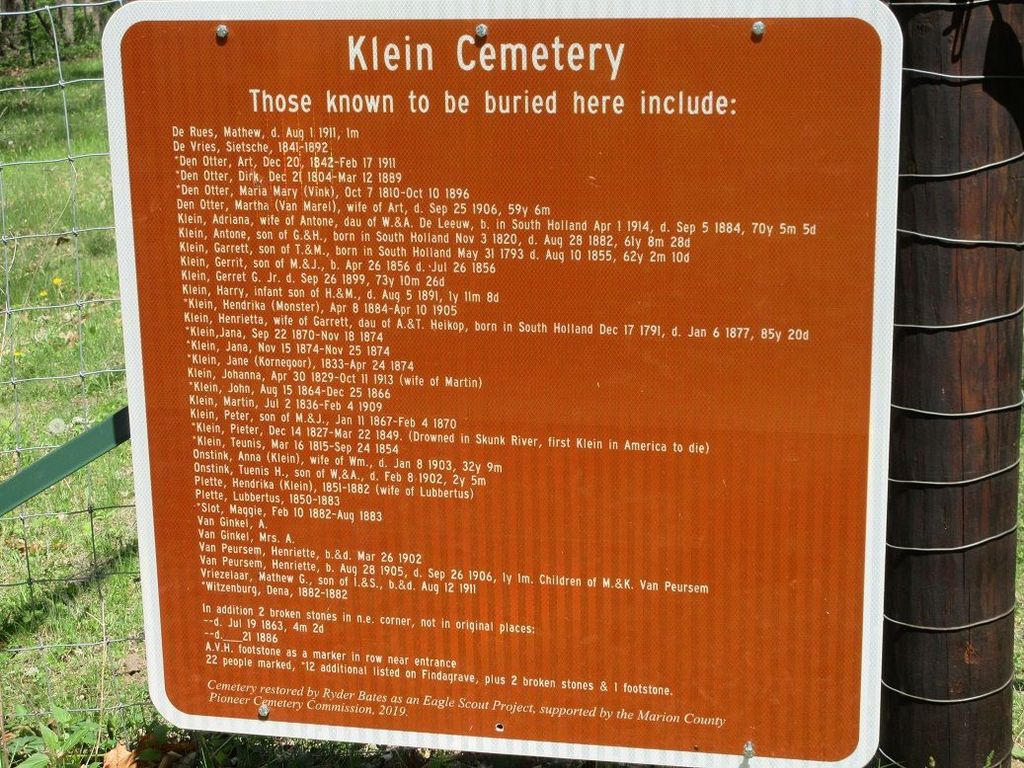 Klein Cemetery
Those known to be buried here include:
De Rues, Mathew, d. Aug 1 1911, 1m
De Vries, Sietsche, 1841-1892
*Den Otter, Art, Dec 20, 1842-Feb 17 1911
*Den Otter, Dirk, Dec 21 1804-Mar 12 1889
*Den Otter, Maria Mary (Vink), Oct 7 1810-Oct 10 1896
Den Otter, Martha (Van Marel), wife of Art, d. Sep 25 1906, 59y 6m
Klein, Adriana, wife of Antone, dau of W.&A. De Leeuw, b. in South Holland Apr 1 1914, d. Sep 5 1884, 70y 5m 5d
Klein, Antone, son of G.&H., born in South Holland Nov 3 1820, d. Aug 28 1882, 61y 8m 28d
Klein, Garrett, son of T.&M., born in South Holland May 31 1793 d. Aug 10 1855, 62y 2m 10d
Klein, Gerrit, son of M.&J., b. Apr 26 1856 d. Jul 26 1856
Klein, Gerret G. Jr. d. Sep 26 1899, 73y 10m 26d
Klein, Harry, infant son of H.&M., d. Aug 5 1891, 1y 11m 8d
*Klein, Hendrika (Monster), Apr 8 1884-Apr 10 1905
Klein, Henrietta, wife of Garrett, dau of A.&T. Heikop, born in South Holland Dec 17 1791, d. Jan 6 1877, 85y 20d
*Klein,Jana, Sep 22 1870-Nov 18 1874
*Klein, Jana, Nov 15 1874-Nov 25 1874
*Klein, Jane (Kornegoor), 1833-Apr 24 1874
Klein, Johanna, Apr 30 1829-Oct 11 1913 (wife of Martin)
*Klein, John, Aug 15 1864-Dec 25 1866
Klein, Martin, Jul 2 1836-Feb 4 1909
Klein, Peter, son of M.&J., Jan 11 1867-Feb 4 1870
*Klein, Pieter, Dec 14 1827-Mar 22 1849. (Drowned in Skunk River, first Klein in America to die)
*Klein, Teunis, Mar 16 1815-Sep 24 1854
Onstink, Anna (Klein), wife of Wm., d. Jan 8 1903, 32y 9m
Onstink, Tuenis H., son of W,&A., d. Feb 8 1902, 2y 5m
Plette, Hendrika (Klein), 1851-1882 (wife of Lubbertus)
Plette, Lubbertus, 1850-1883
*Slot, Maggie, Feb 10 1882-Aug 1883
Van Ginkel, A.
Van Ginkel, Mrs. A.
Van Peursem, Henriette, b.&d. Mar 26 1902
Van Peursem, Henriette, b. Aug 28 1905, d. Sep 26 1906, 1y 1m. Children of M.&K. Van Peursem
Vriezelaar, Mathew G., son of I.&S., b.&d. Aug 12 1911
*Witzenburg, Dena, 1882-1882
In addition 2 broken stones in n.e. corner, not in original places:
--d. Jul 19 1863, 4m 2d
--d.___21 1886
A.V.H. footstone as a marker in row near entrance
22 people marked, *12 additional listed on Findagrave, plus 2 broken stones & 1 footstone.
Cemetery restored by Ryder Bates as an Eagle Scout Project, supported by the Marion County
Pioneer Cemetery Commission, 2019.